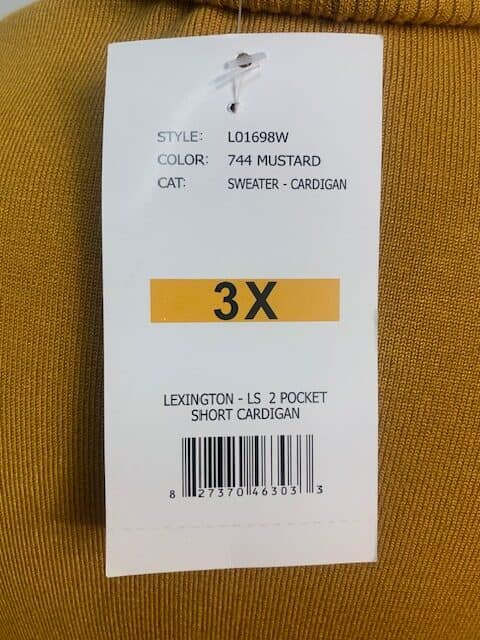 STYLE: L01698W
COLOR: 744 MUSTARD
CAT: SWEATER - CARDIGAN
3X
LEXINGTON - LS 2 POCKET
SHORT CARDIGAN
8 27370 46303 3